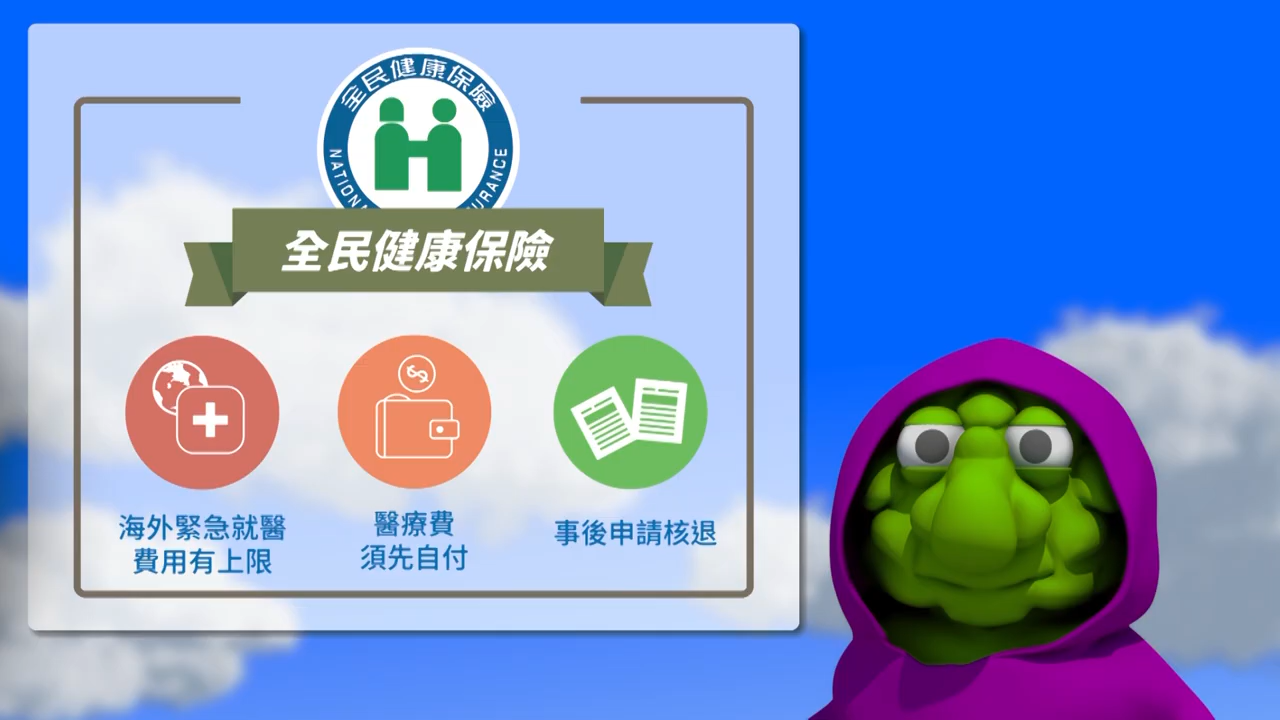 全民健康保險
NATION
URANCE
全民健康保險
海外緊急就醫
費用有上限
醫療費
須先自付
事後申請核退